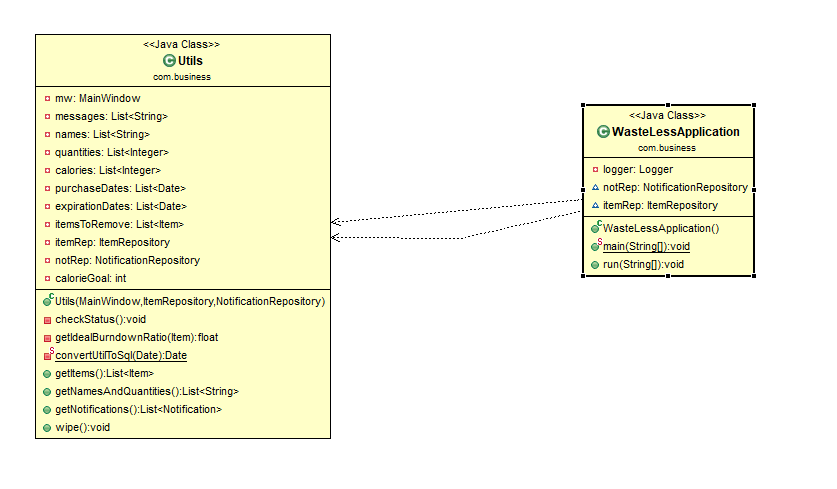 <<Java Class>>
Utils
com.business
mw: MainWindow
messages: List<String>
names: List<String>
quantities: List<Integer>
calories: List<Integer>
purchaseDates: List<Date>
expirationDates: List<Date>
itemsToRemove: List<Item>
itemRep: ItemRepository
notRep: NotificationRepository
calorieGoal: int
Utils(MainWindow,ItemRepository,NotificationRepository)
checkStatus():void
getIdealBurndownRatio(Item):float
convertUtilToSql(Date):Date
getItems():List<Item>
getNamesAndQuantities():List<String>
getNotifications():List<Notification>
wipe():void
<<Java Class>>
WasteLessApplication
com.business
logger: Logger
notRep: NotificationRepository
itemRep: ItemRepository
WasteLessApplication()
main(String[]):void
run(String[]):void